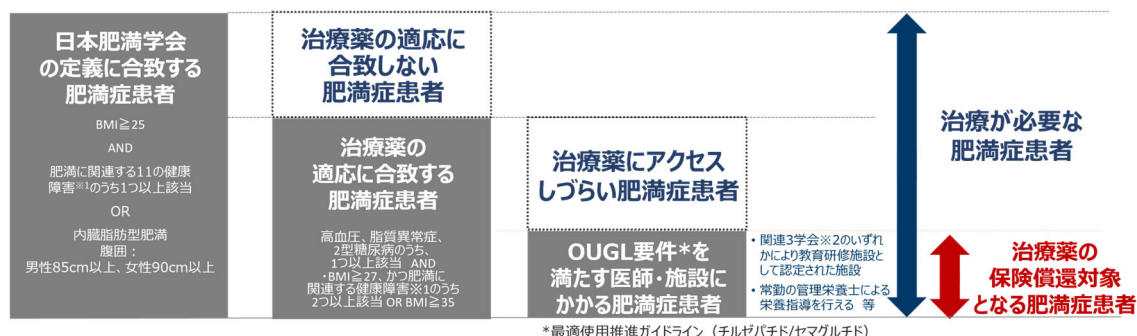 日本肥満学会
の定義に合致する
肥満症患者
BMI≧25
AND
肥満に関連する11の健康
障害※1のうち1つ以上該当
OR
内臓脂肪型肥満
腹囲：
男性85cm以上、女性90cm以上
治療薬の適応に
合致しない
肥満症患者
治療薬の
適応に合致する
肥満症患者
高血圧、脂質異常症、
2型糖尿病のうち、
1つ以上該当 AND
・BMI≧27、かつ肥満に
関連する健康障害※1のうち
2つ以上該当 OR BMI≧35
治療薬にアクセス
しづらい肥満症患者
OUGL要件*を
満たす医師・施設に
かかる肥満症患者
• 関連3学会※2のいずれ
かにより教育研修施設と
して認定された施設
• 常勤の管理栄養士による
栄養指導を行える 等
治療が必要な
肥満症患者
治療薬の
保険償還対象
となる肥満症患者
*最適使用推進ガイドライン（チルゼパチド/セマグルチド）